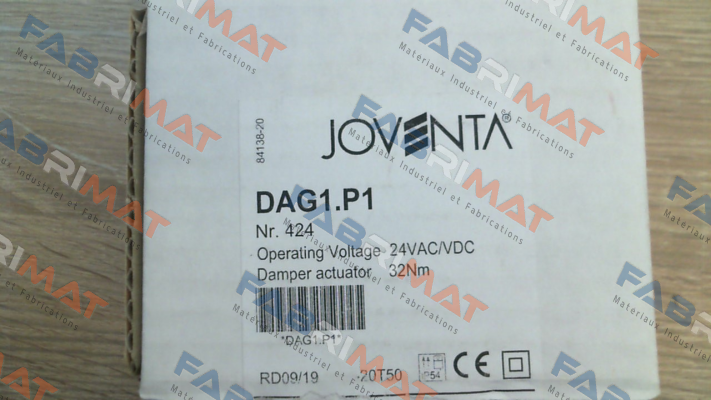 JOVENTA®
84138-20
DAG1.P1
Nr. 424
Operating Voltage 24VAC/VDC
Damper actuator 32Nm
*DAG1.P1*
RD09/19 -20T50
IP54
CE
FABRIMAT
Materiaux Industriel et Fabrications